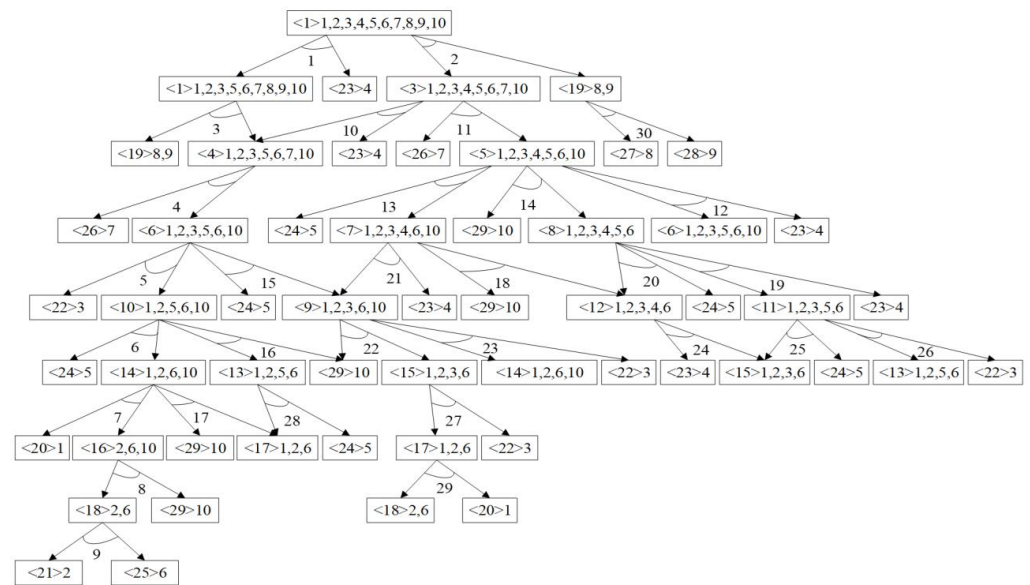 <1>1,2,3,4,5,6,7,8,9,10
1 2
<1>1,2,3,5,6,7,8,9,10 <23>4 <3>1,2,3,4,5,6,7,10 <19>8,9
3 10 11 30
<19>8,9 <4>1,2,3,5,6,7,10 <23>4 <26>7 <5>1,2,3,4,5,6,10 <27>8 <28>9
4 13 14 12
<26>7 <6>1,2,3,5,6,10 <24>5 <7>1,2,3,4,6,10 <29>10 <8>1,2,3,4,5,6 <6>1,2,3,5,6,10 <23>4
5 15 21 18 20 19
<22>3 <10>1,2,5,6,10 <24>5 <9>1,2,3,6,10 <23>4 <29>10 <12>1,2,3,4,6 <24>5 <11>1,2,3,5,6 <23>4
6 16 22 23 24 25 26
<24>5 <14>1,2,6,10 <13>1,2,5,6 <29>10 <15>1,2,3,6 <14>1,2,6,10 <22>3 <23>4 <15>1,2,3,6 <24>5 <13>1,2,5,6 <22>3
7 17 28 27
<20>1 <16>2,6,10 <29>10 <17>1,2,6 <24>5 <17>1,2,6 <22>3
8 29
<18>2,6 <29>10 <18>2,6 <20>1
9
<21>2 <25>6